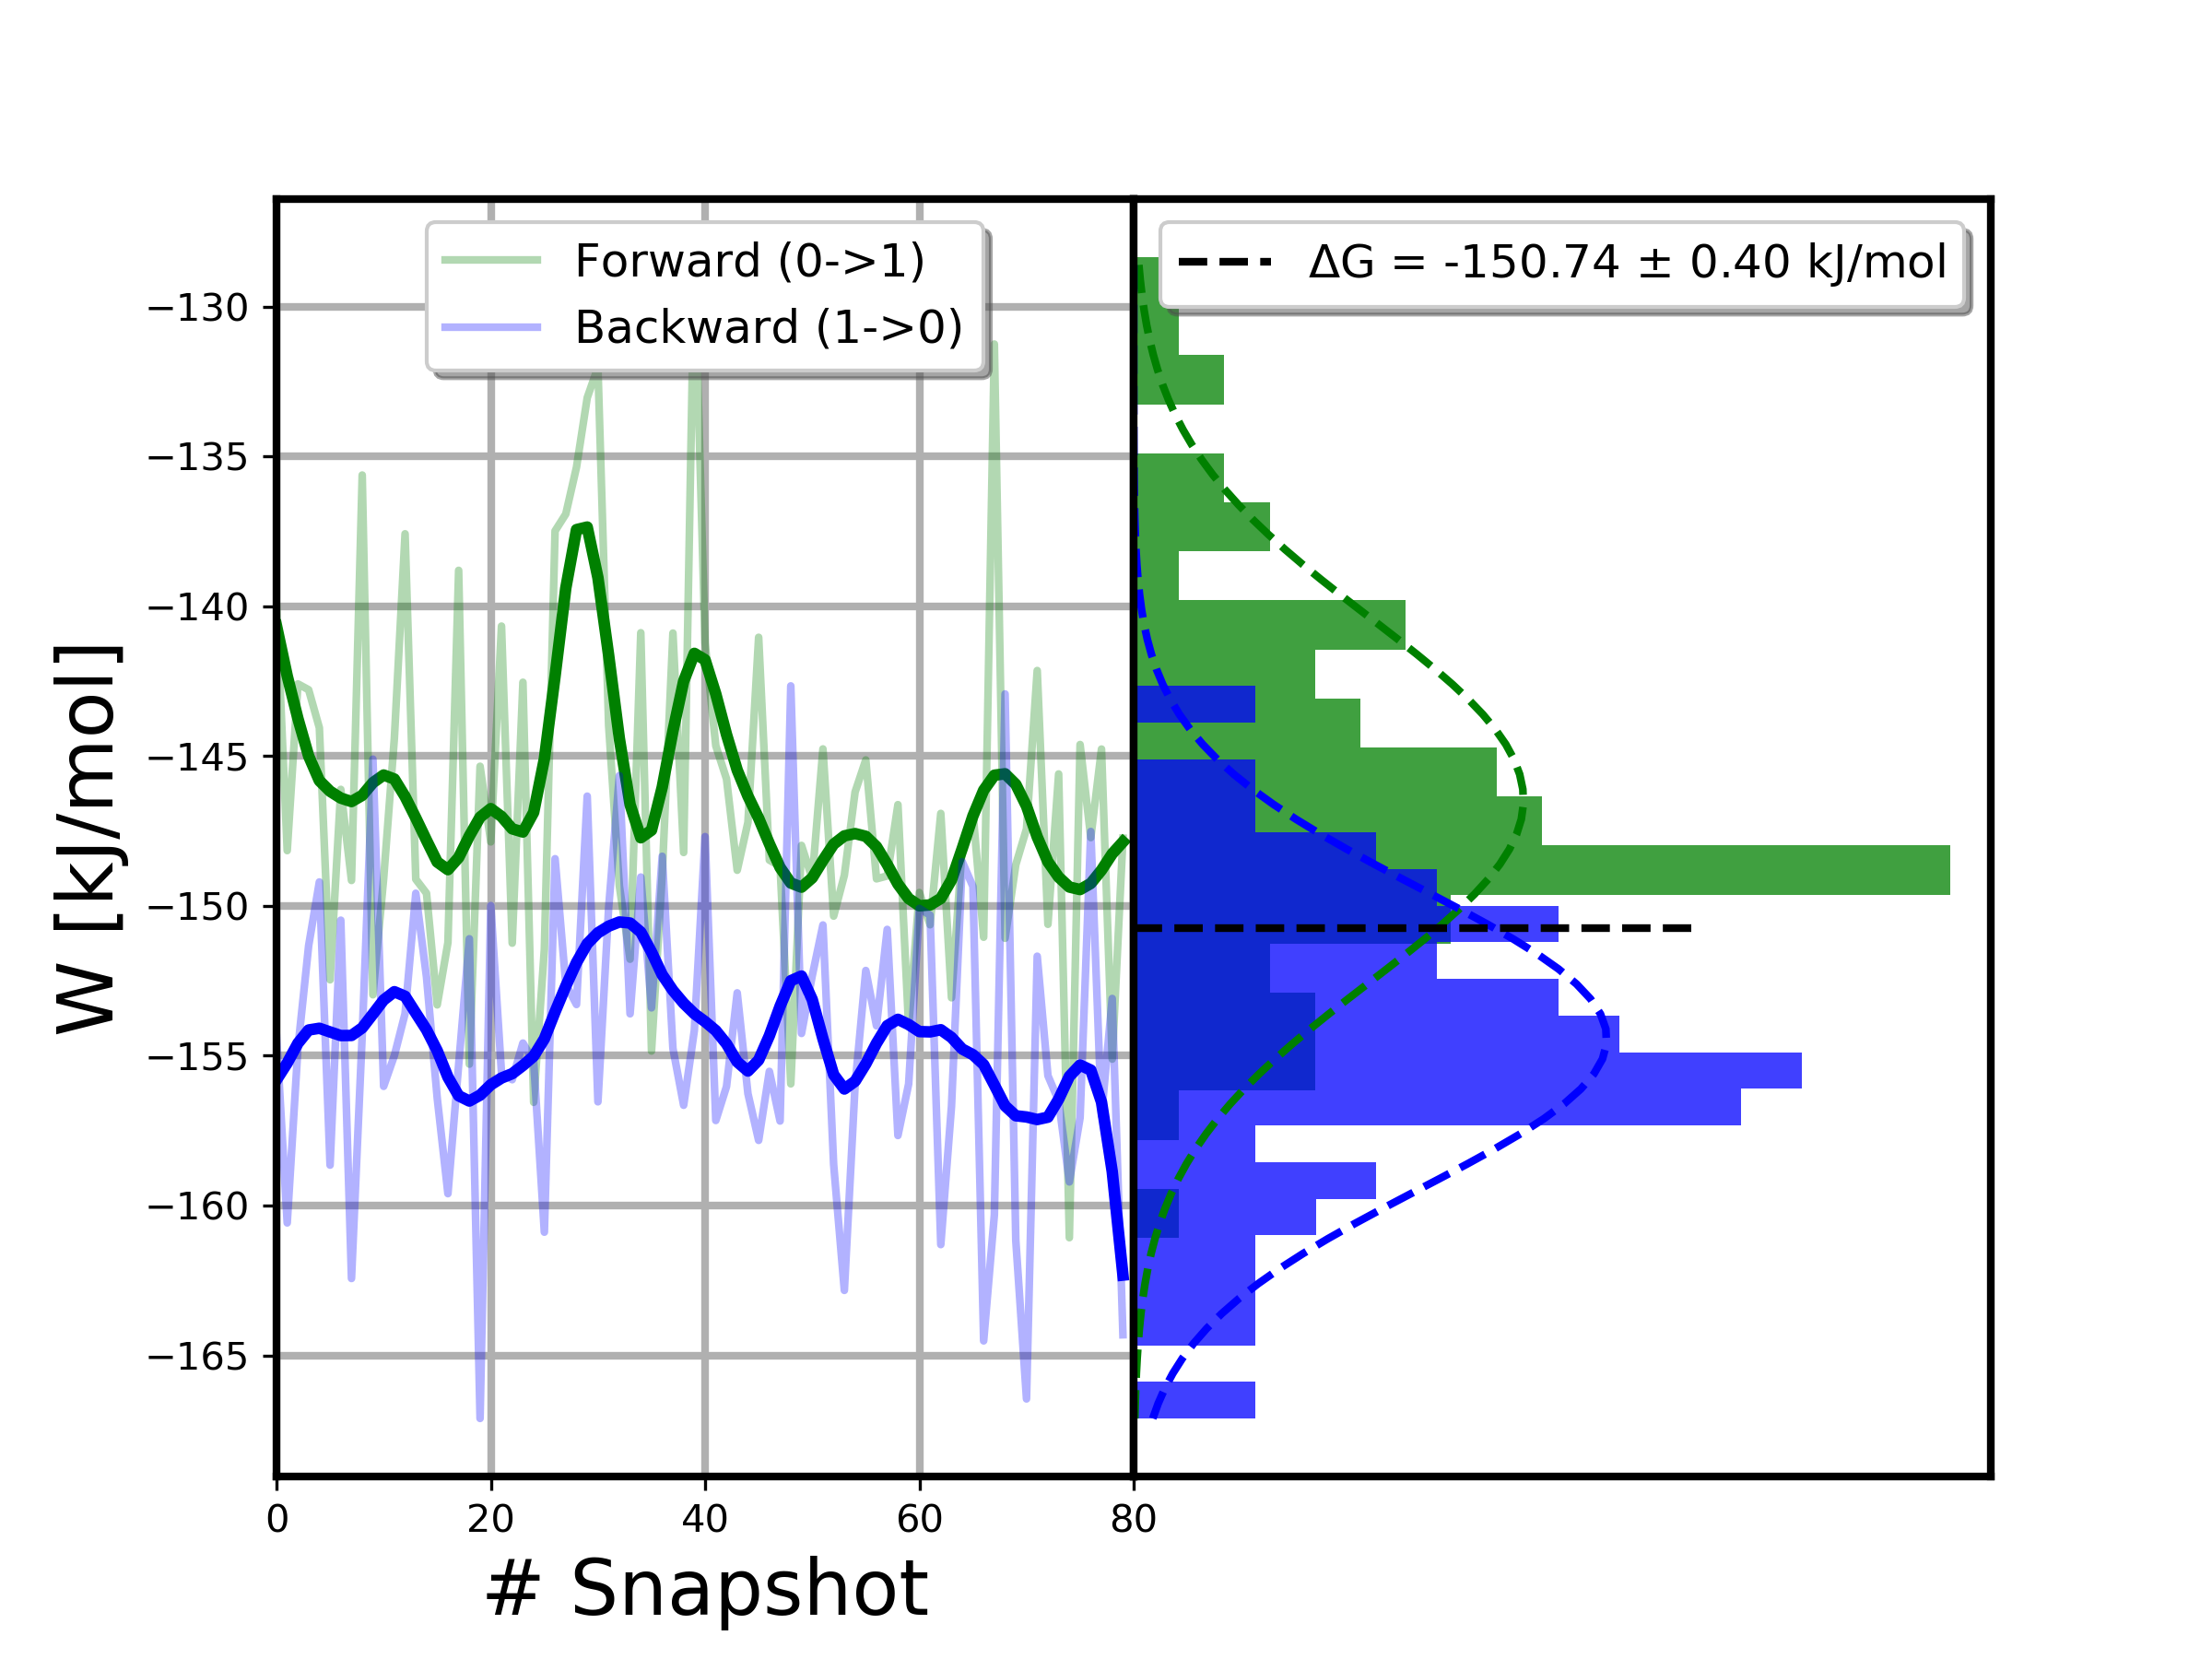 Forward (0->1)
Backward (1->0)
ΔG = -150.74 ± 0.40 kJ/mol
W [kJ/mol]
−130
−135
−140
−145
−150
−155
−160
−165
0 20 40 60 80
# Snapshot